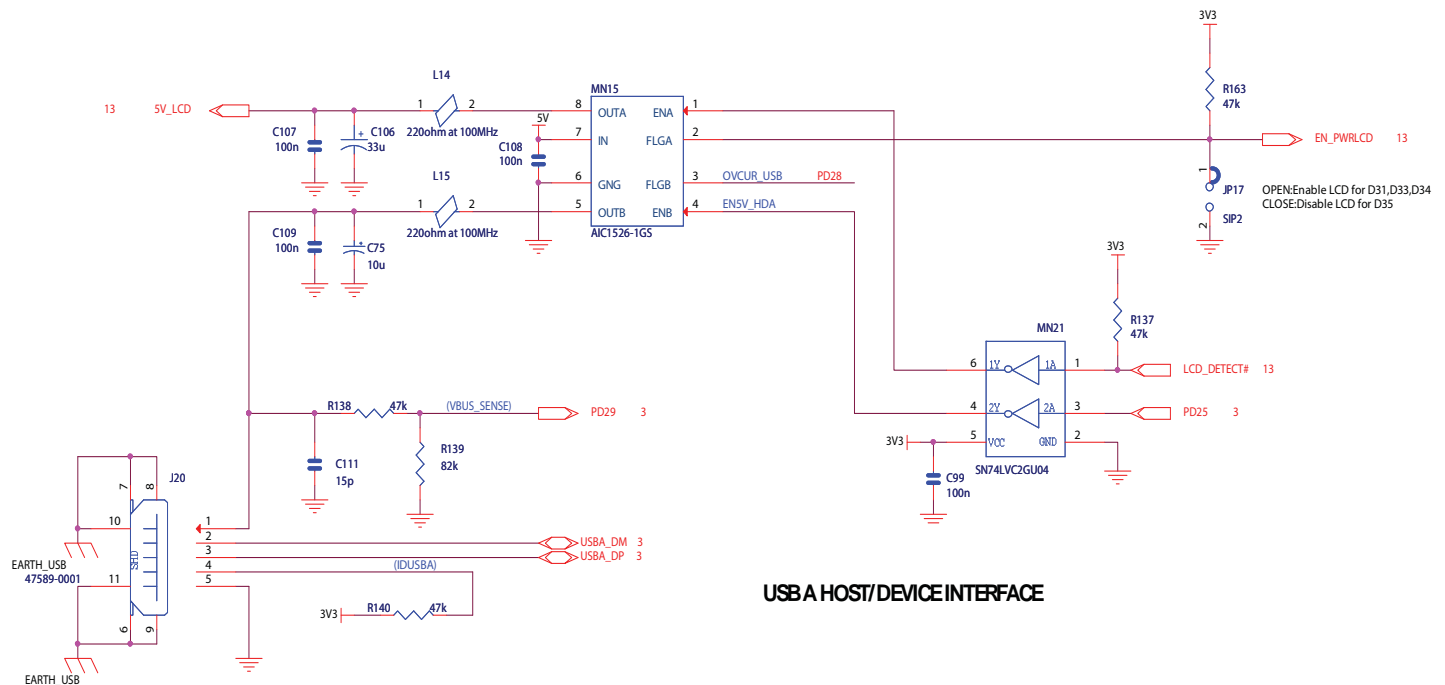 3V3
R163
47k
EN_PWRLCD 13
1
JP17
SIP2
2
OPEN:Enable LCD for D31,D33,D34
CLOSE:Disable LCD for D35
13 5V_LCD
L14
1 2
220ohm at 100MHz
C107
100n
+
C106
33u
MN15
8 OUTA ENA 1
7 IN FLGA 2
6 GNG FLGB 3
5 OUTB ENB 4
AIC1526-1GS
5V
C108
100n
OVCUR_USB PD28
EN5V_HDA
L15
1 2
220ohm at 100MHz
C109
100n
+
C75
10u
3V3
R137
47k
MN21
6 1Y 1A 1
LCD_DETECT# 13
4 2Y 2A 3
PD25 3
3V3
5 VCC GND 2
SN74LVC2GU04
C99
100n
R138 47k
(VBUS_SENSE)
PD29 3
R139
82k
C111
15p
J20
7 8
10
SHD
11
6 9
EARTH_USB
47589-0001
EARTH_USB
1
2
3
4
5
USBA_DM 3
USBA_DP 3
(IDUSBA)
3V3
R140 47k
USB A HOST/DEVICE INTERFACE